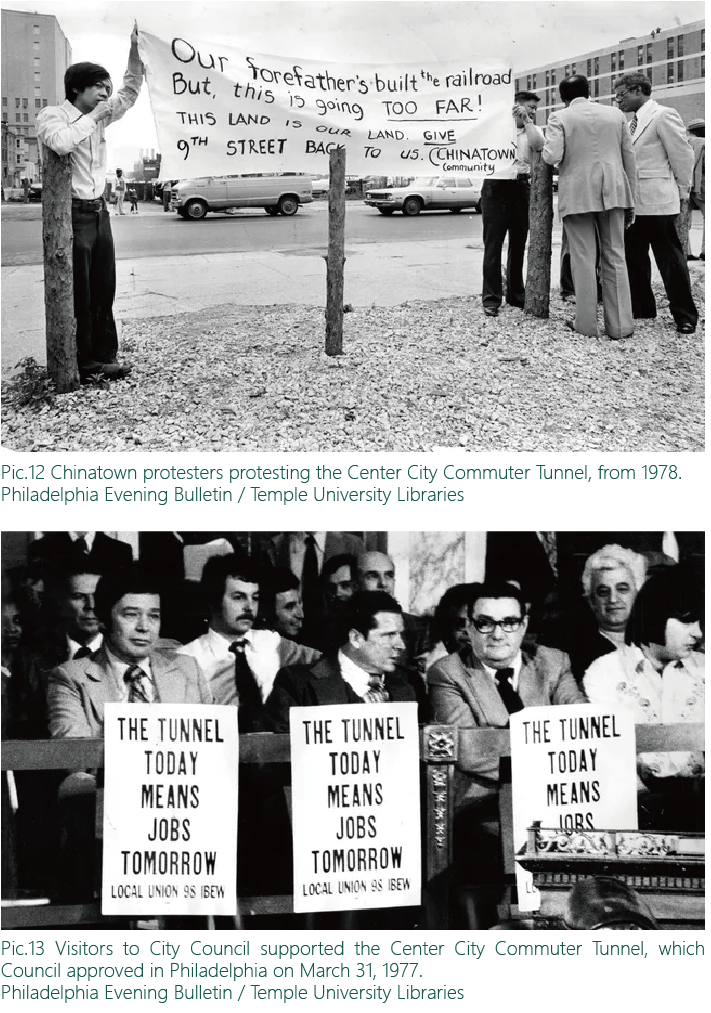 Our forefather's built the railroad
But, this is going TOO FAR!
THIS LAND IS OUR LAND. GIVE
9TH STREET BACK TO US. (CHINATOWN
Community
Pic.12 Chinatown protesters protesting the Center City Commuter Tunnel, from 1978.
Philadelphia Evening Bulletin / Temple University Libraries
THE TUNNEL
TODAY
MEANS
JOBS
TOMORROW
LOCAL UNION 98 IBEW
THE TUNNEL
TODAY
MEANS
JOBS
TOMORROW
LOCAL UNION 98 IBEW
THE TUNNEL
TODAY
MEANS
JOBS
Pic.13 Visitors to City Council supported the Center City Commuter Tunnel, which
Council approved in Philadelphia on March 31, 1977.
Philadelphia Evening Bulletin / Temple University Libraries